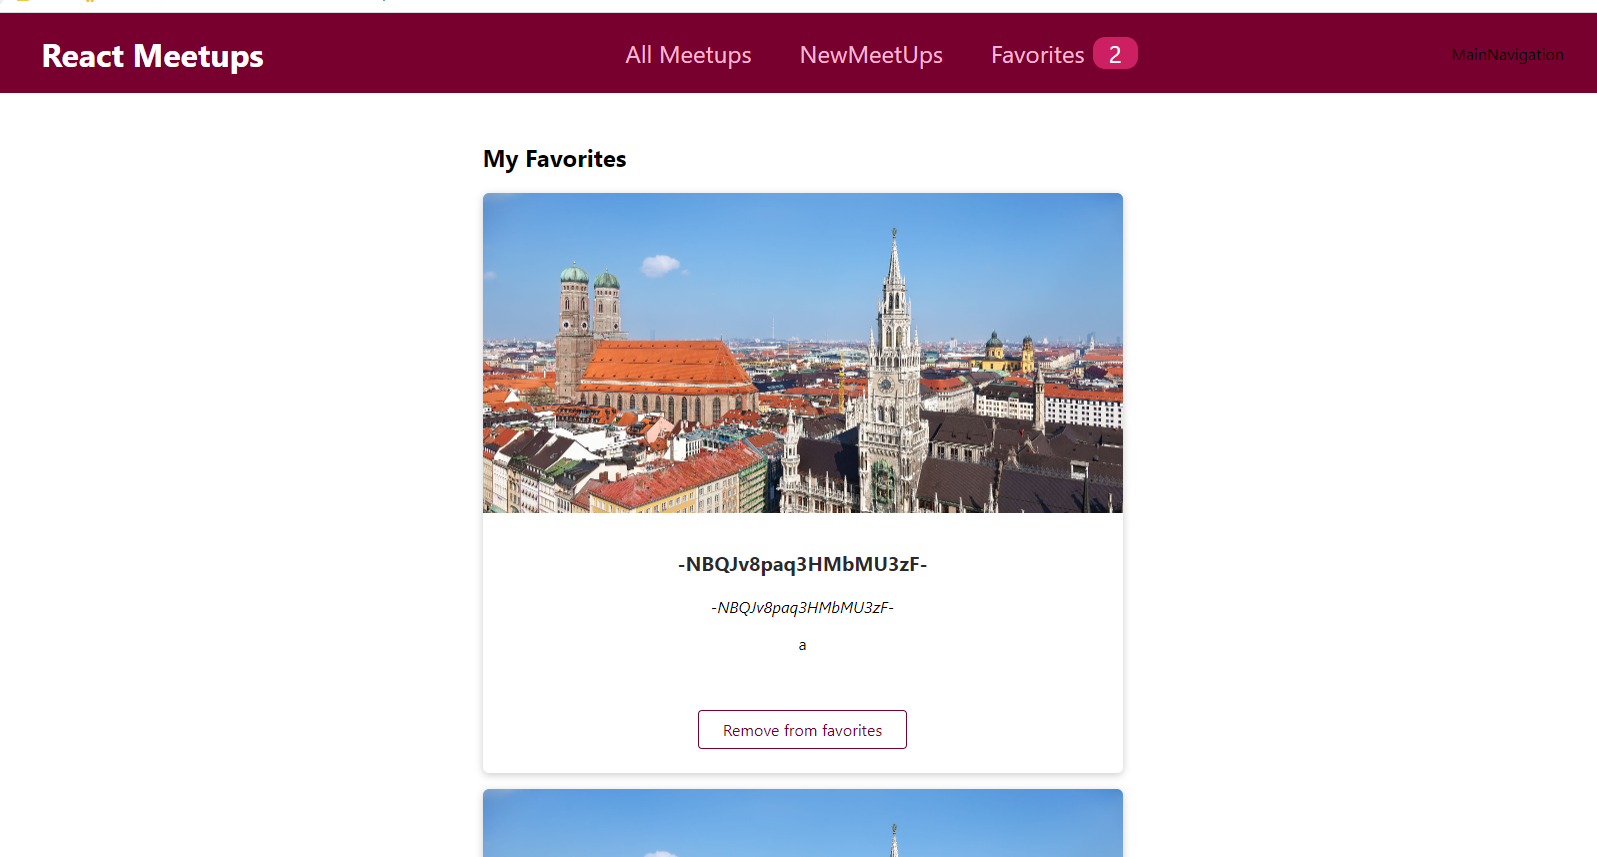 React Meetups
All Meetups NewMeetUps Favorites 2
MainNavigation
My Favorites
-NBQJv8paq3HMbMU3zF-
-NBQJv8paq3HMbMU3zF-
a
Remove from favorites